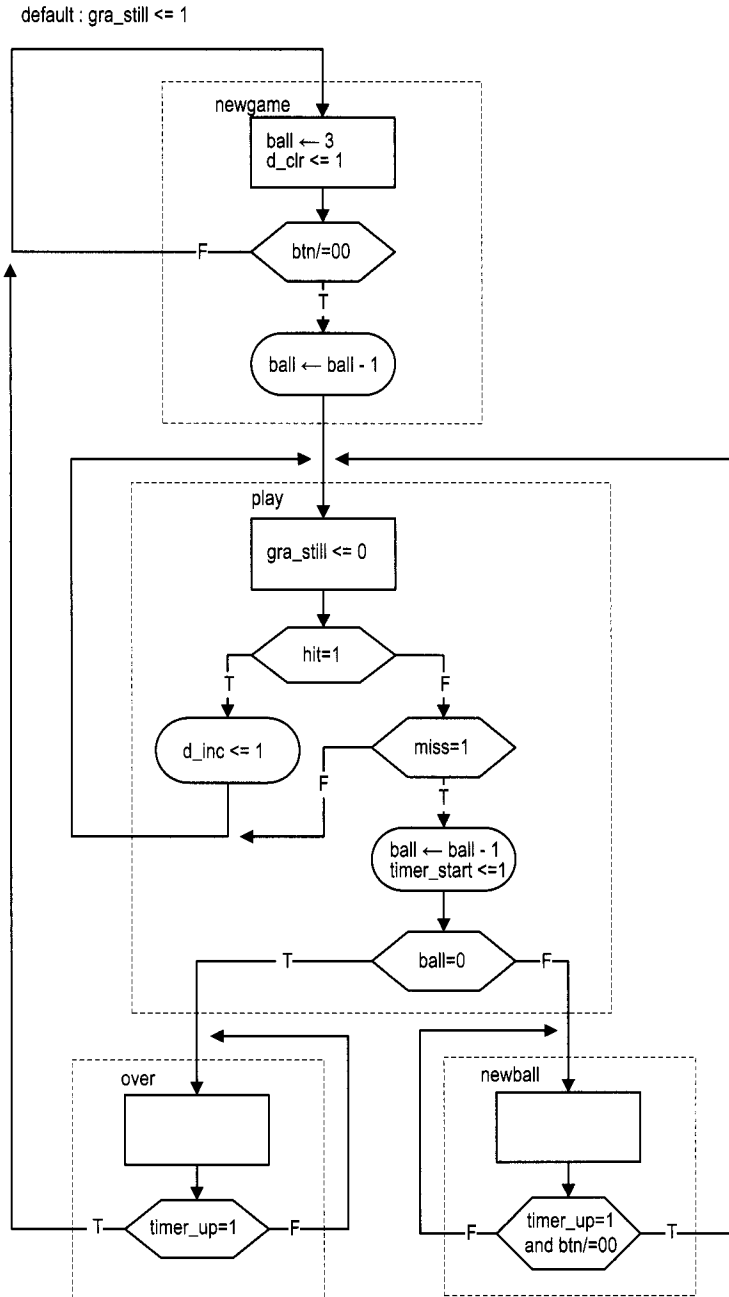 default : gra_still <= 1
newgame
ball ← 3
d_clr <= 1
F
btn/=00
T
ball ← ball - 1
play
gra_still <= 0
hit=1
T
F
d_inc <= 1
miss=1
F
T
ball ← ball - 1
timer_start <=1
T
ball=0
F
over
newball
T
timer_up=1
F
F
timer_up=1
and btn/=00
T